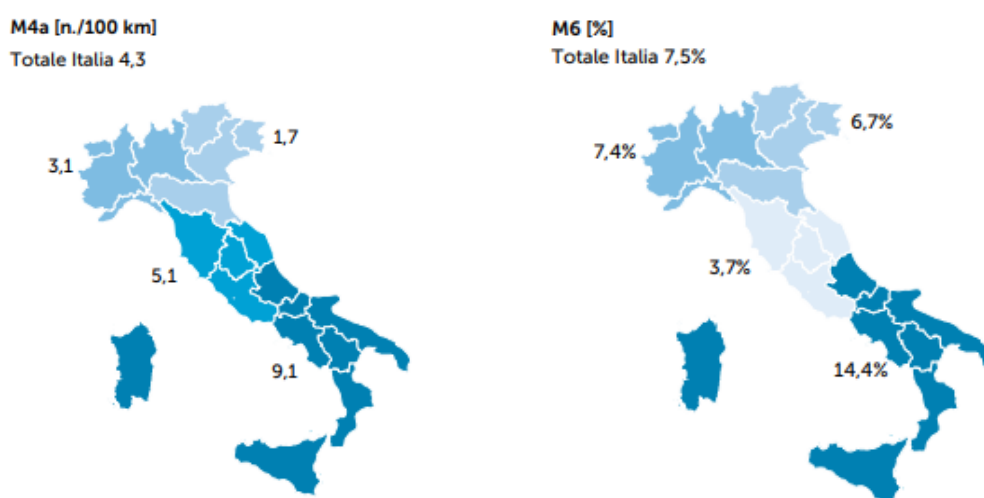 M4a [n./100 km]
Totale Italia 4,3
3,1
1,7
5,1
9,1
M6 [%]
Totale Italia 7,5%
7,4%
6,7%
3,7%
14,4%